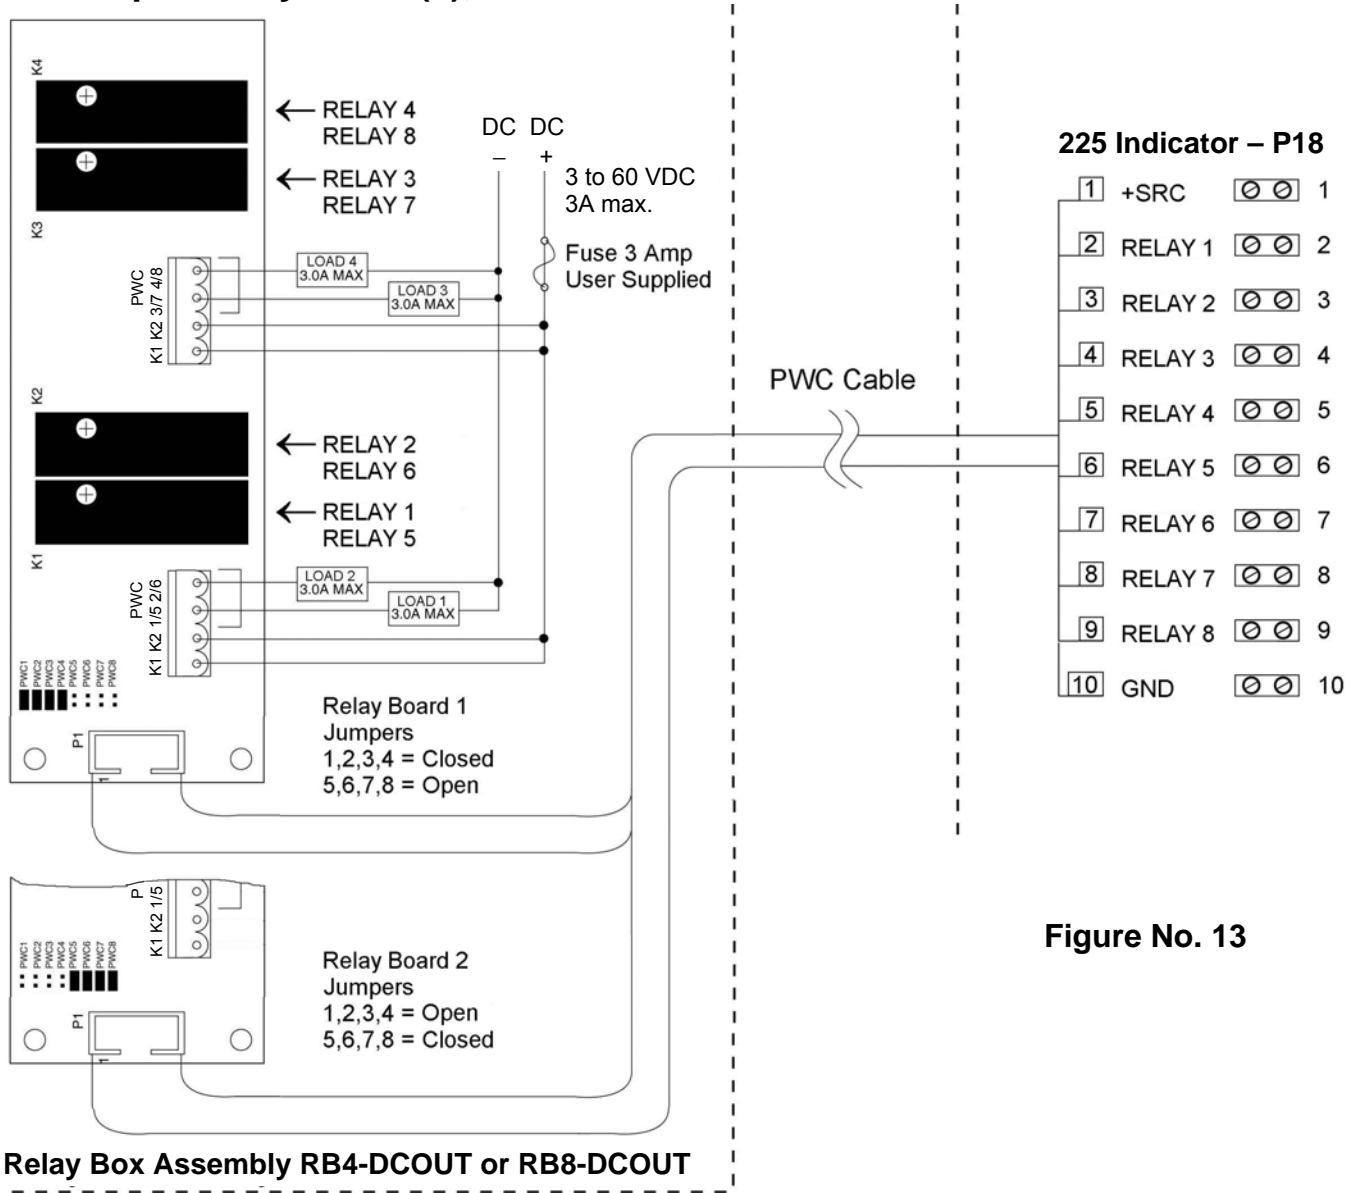 K4
RELAY 4
RELAY 8
K3
RELAY 3
RELAY 7
DC DC
– +
3 to 60 VDC
3A max.
Fuse 3 Amp
User Supplied
PWC
K1 K2 3/7 4/8
LOAD 4
3.0A MAX
LOAD 3
3.0A MAX
K2
RELAY 2
RELAY 6
K1
RELAY 1
RELAY 5
PWC
K1 K2 1/5 2/6
LOAD 2
3.0A MAX
LOAD 1
3.0A MAX
PWC1
PWC2
PWC3
PWC4
PWC5
PWC6
PWC7
PWC8
Relay Board 1
Jumpers
1,2,3,4 = Closed
5,6,7,8 = Open
P1
1
P
K1 K2 1/5
PWC1
PWC2
PWC3
PWC4
PWC5
PWC6
PWC7
PWC8
Relay Board 2
Jumpers
1,2,3,4 = Open
5,6,7,8 = Closed
P1
1
Relay Box Assembly RB4-DCOUT or RB8-DCOUT
PWC Cable
225 Indicator – P18
1 +SRC 1
2 RELAY 1 2
3 RELAY 2 3
4 RELAY 3 4
5 RELAY 4 5
6 RELAY 5 6
7 RELAY 6 7
8 RELAY 7 8
9 RELAY 8 9
10 GND 10
Figure No. 13